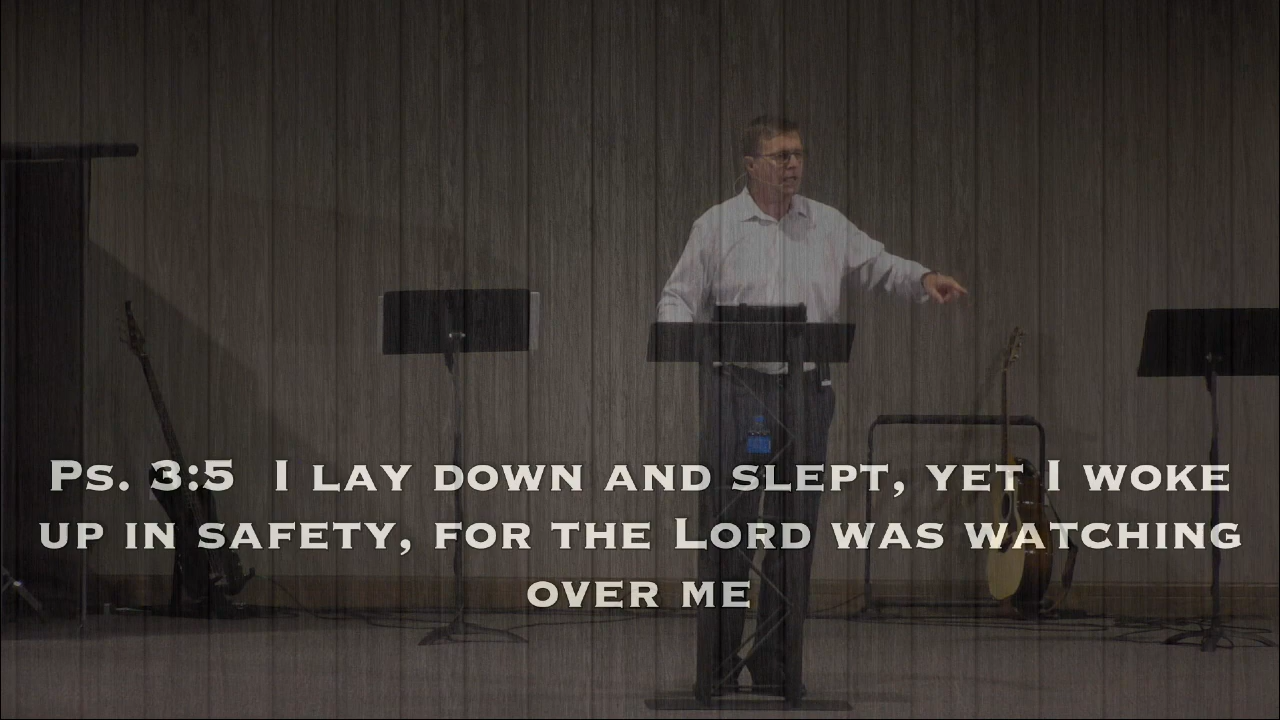 Ps. 3:5 I lay down and slept, yet I woke
up in safety, for the Lord was watching
over me